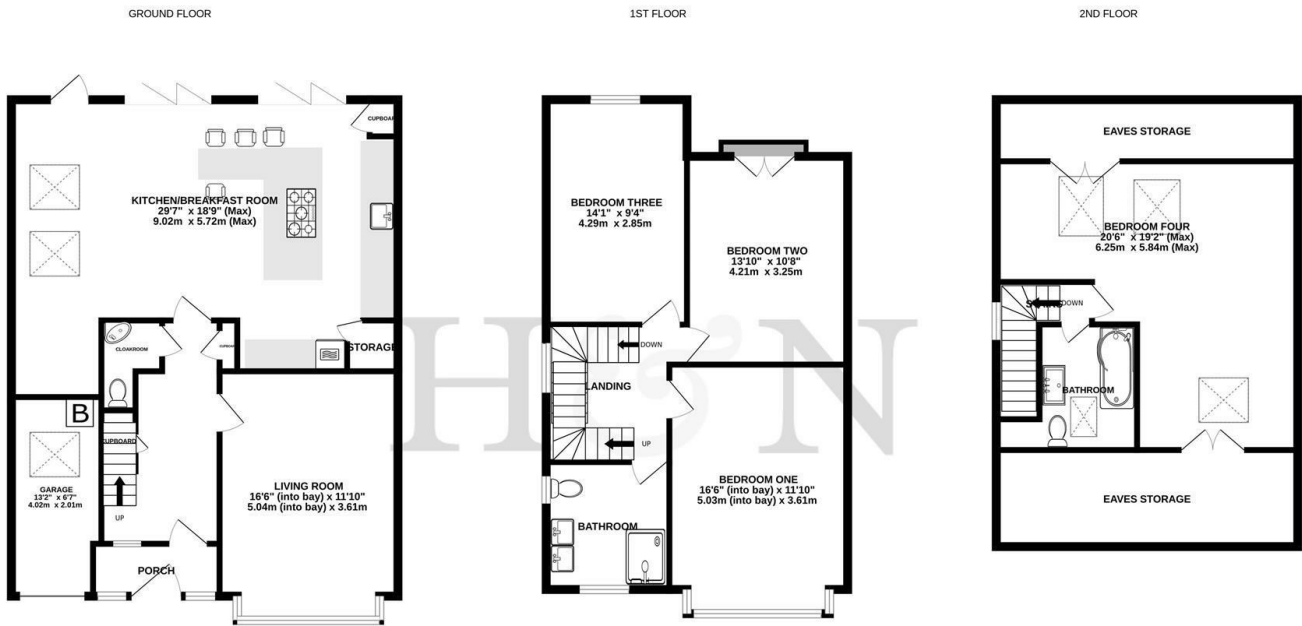 GROUND FLOOR
CUPBOARD
KITCHEN/BREAKFAST ROOM
29'7" x 18'9" (Max)
9.02m x 5.72m (Max)
CLOAKROOM
STORAGE
B
CUPBOARD
GARAGE
13'2" x 6'7"
4.02m x 2.01m
UP
LIVING ROOM
16'6" (into bay) x 11'10"
5.04m (into bay) x 3.61m
PORCH
1ST FLOOR
BEDROOM THREE
14'1" x 9'4"
4.29m x 2.85m
BEDROOM TWO
13'10" x 10'8"
4.21m x 3.25m
DOWN
LANDING
UP
BEDROOM ONE
16'6" (into bay) x 11'10"
5.03m (into bay) x 3.61m
BATHROOM
2ND FLOOR
EAVES STORAGE
BEDROOM FOUR
20'6" x 19'2" (Max)
6.25m x 5.84m (Max)
DOWN
BATHROOM
EAVES STORAGE
H&N